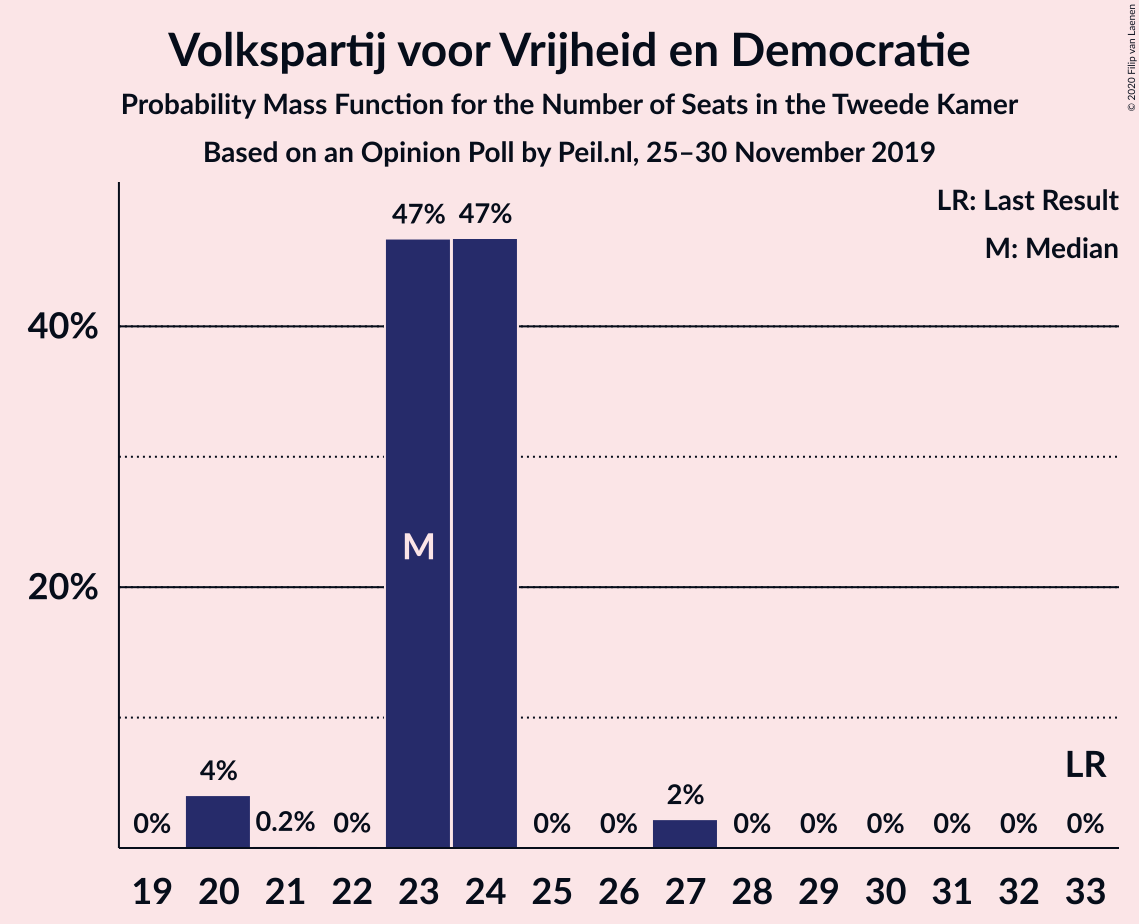 Volkspartij voor Vrijheid en Democratie
Probability Mass Function for the Number of Seats in the Tweede Kamer
Based on an Opinion Poll by Peil.nl, 25–30 November 2019
© 2020 Filip van Laenen
LR: Last Result
M: Median
47% 47%
40%
M
20%
LR
0% 4% 0.2% 0% 0% 0% 2% 0% 0% 0% 0% 0% 0%
19 20 21 22 23 24 25 26 27 28 29 30 31 32 33